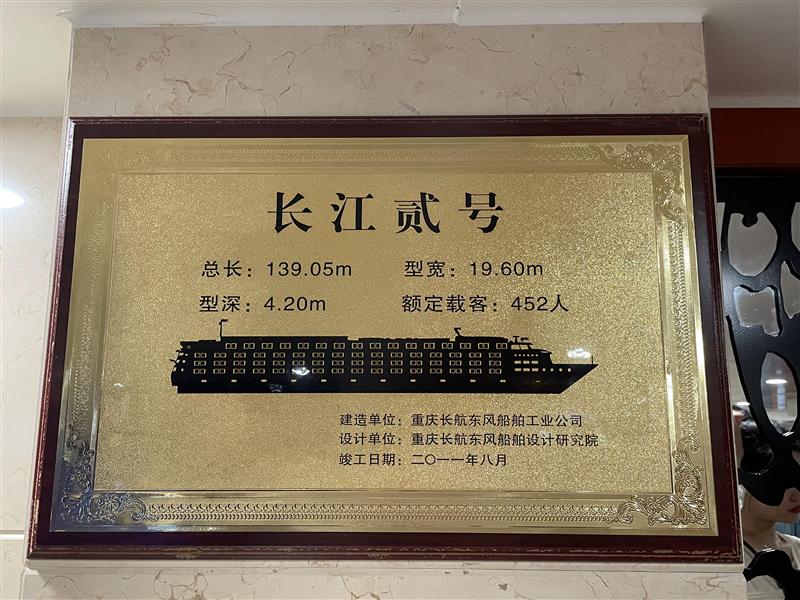 长江贰号
总长：139.05m 型宽：19.60m
型深：4.20m 额定载客：452人
建造单位：重庆长航东风船舶工业公司
设计单位：重庆长航东风船舶设计研究院
竣工日期：二〇一一年八月